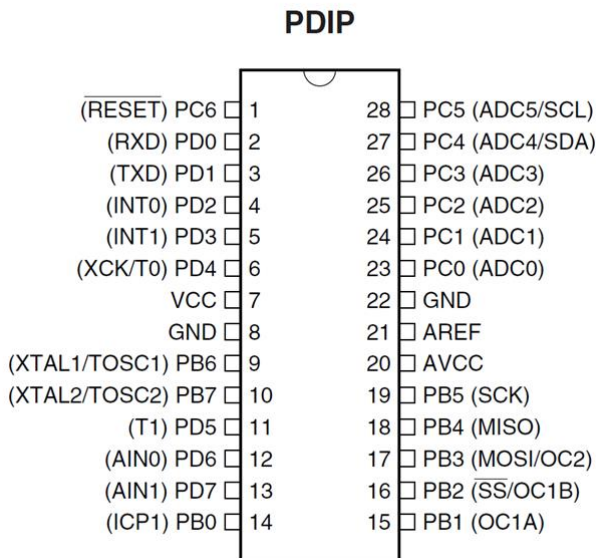 PDIP
(RESET) PC6 1 28 PC5 (ADC5/SCL)
(RXD) PD0 2 27 PC4 (ADC4/SDA)
(TXD) PD1 3 26 PC3 (ADC3)
(INT0) PD2 4 25 PC2 (ADC2)
(INT1) PD3 5 24 PC1 (ADC1)
(XCK/T0) PD4 6 23 PC0 (ADC0)
VCC 7 22 GND
GND 8 21 AREF
(XTAL1/TOSC1) PB6 9 20 AVCC
(XTAL2/TOSC2) PB7 10 19 PB5 (SCK)
(T1) PD5 11 18 PB4 (MISO)
(AIN0) PD6 12 17 PB3 (MOSI/OC2)
(AIN1) PD7 13 16 PB2 (SS/OC1B)
(ICP1) PB0 14 15 PB1 (OC1A)